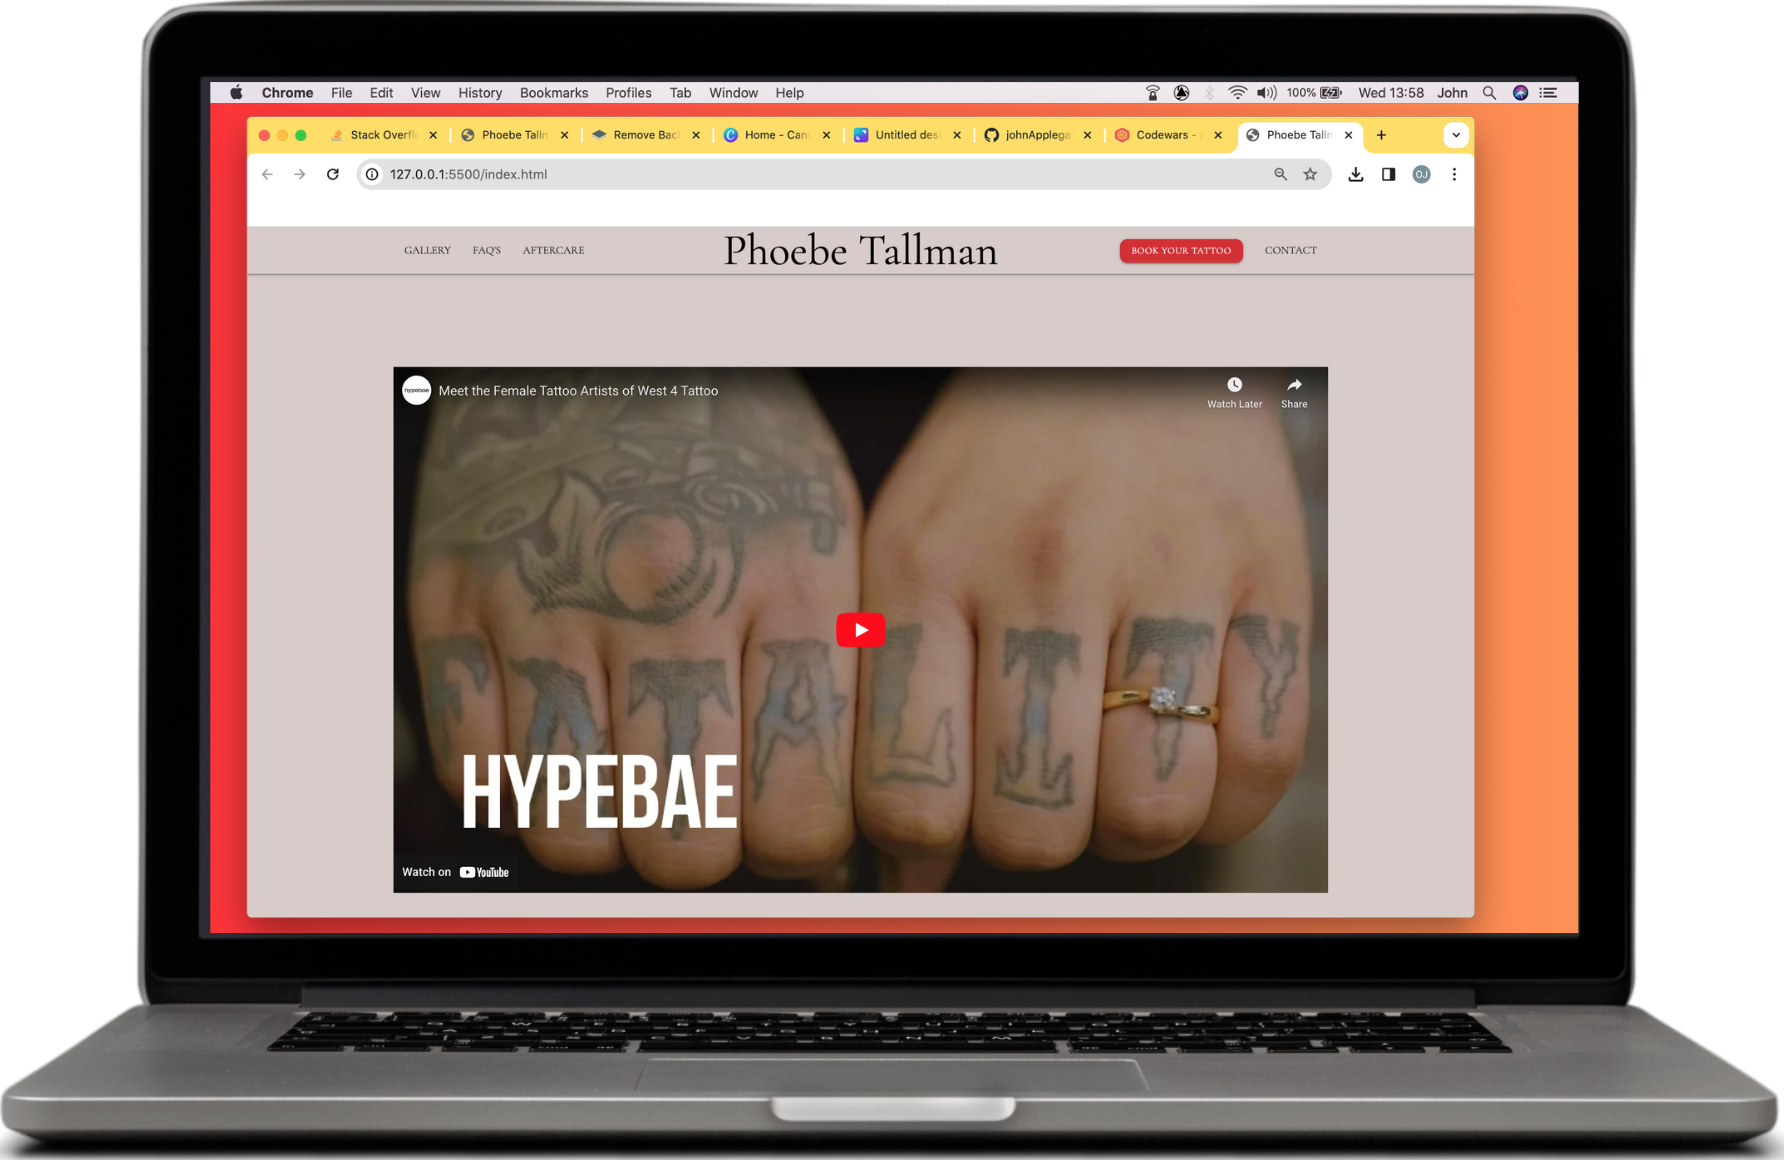 Chrome File Edit View History Bookmarks Profiles Tab Window Help 100% Wed 13:58 John
Stack Overfl Phoebe Talln Remove Bac Home - Can Untitled desi johnApplega Codewars - Phoebe Talln
127.0.0.1:5500/index.html OJ
GALLERY FAQ'S AFTERCARE Phoebe Tallman BOOK YOUR TATTOO CONTACT
hypebae Meet the Female Tattoo Artists of West 4 Tattoo Watch Later Share
FATALITY
HYPEBAE
Watch on YouTube